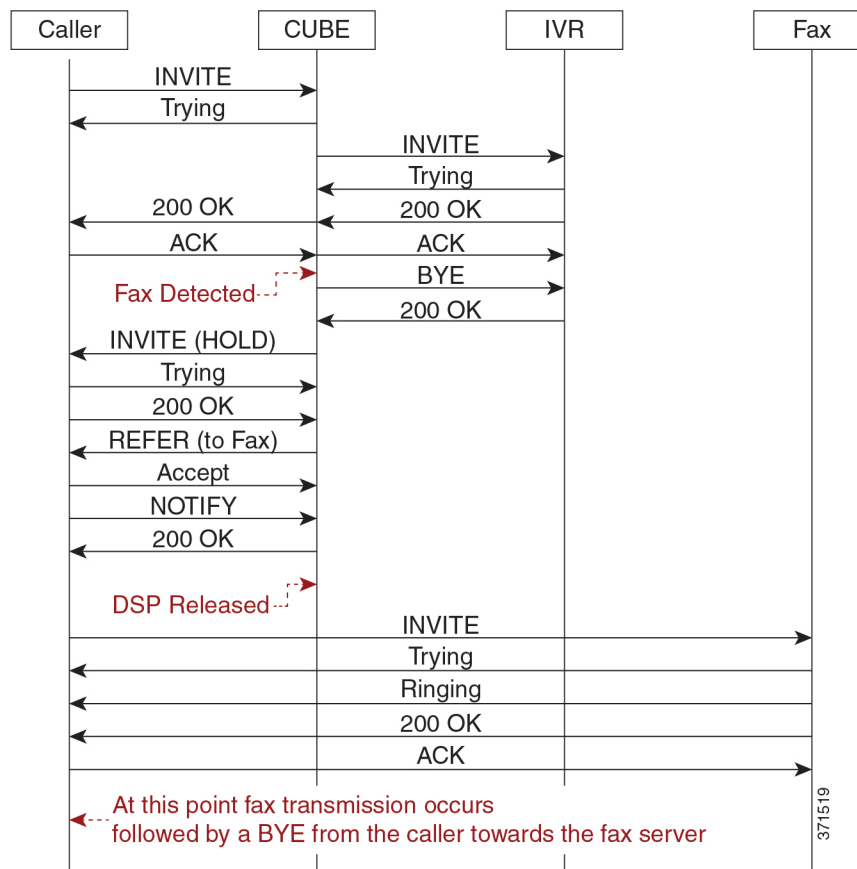 Caller
CUBE
IVR
Fax
INVITE
Trying
INVITE
Trying
200 OK
200 OK
ACK
ACK
Fax Detected
BYE
200 OK
INVITE (HOLD)
Trying
200 OK
REFER (to Fax)
Accept
NOTIFY
200 OK
DSP Released
INVITE
Trying
Ringing
200 OK
ACK
At this point fax transmission occurs
followed by a BYE from the caller towards the fax server
371519